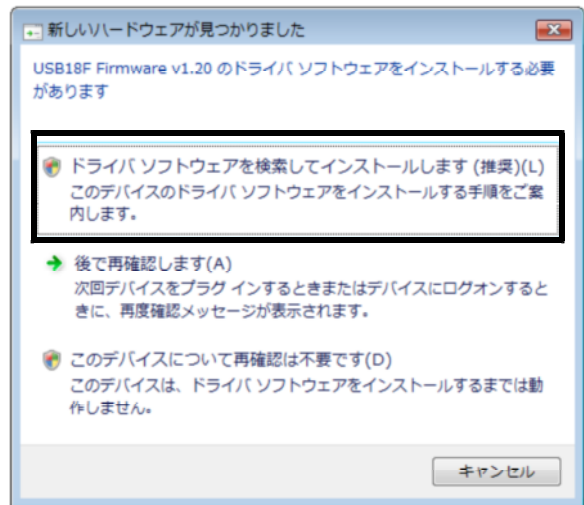 新しいハードウェアが見つかりました
USB18F Firmware v1.20 のドライバ ソフトウェアをインストールする必要
があります
ドライバ ソフトウェアを検索してインストールします (推奨)(L)
このデバイスのドライバ ソフトウェアをインストールする手順をご案
内します。
後で再確認します(A)
次回デバイスをプラグ インするときまたはデバイスにログオンすると
きに、再度確認メッセージが表示されます。
このデバイスについて再確認は不要です(D)
このデバイスは、ドライバ ソフトウェアをインストールするまでは動
作しません。
キャンセル